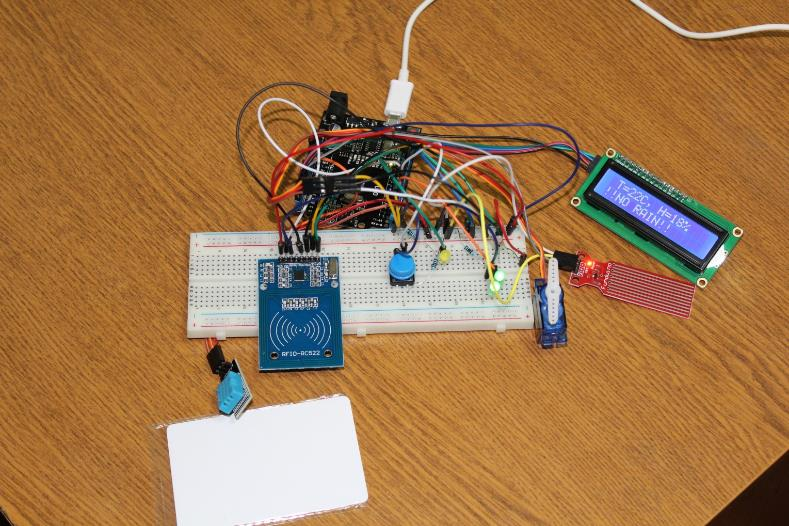 T=22C, H=18%
!!NO RAIN!!
RFID-RC522